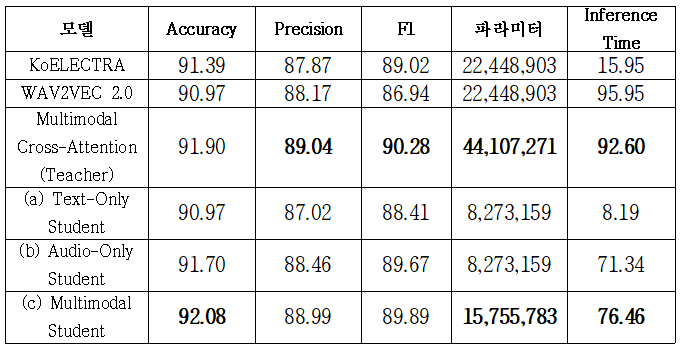 모델 Accuracy Precision F1 파라미터 Inference Time
KoELECTRA 91.39 87.87 89.02 22,448,903 15.95
WAV2VEC 2.0 90.97 88.17 86.94 22,448,903 95.95
Multimodal
Cross-Attention 91.90 89.04 90.28 44,107,271 92.60
(Teacher)
(a) Text-Only
Student 90.97 87.02 88.41 8,273,159 8.19
(b) Audio-Only
Student 91.70 88.46 89.67 8,273,159 71.34
(c) Multimodal
Student 92.08 88.99 89.89 15,755,783 76.46